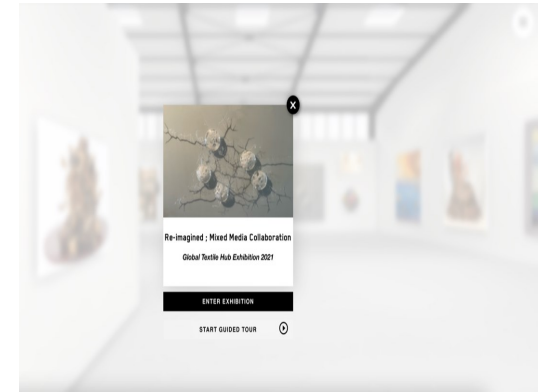 X
Re-imagined ; Mixed Media Collaboration
Global Textile Hub Exhibition 2021
ENTER EXHIBITION
START GUIDED TOUR